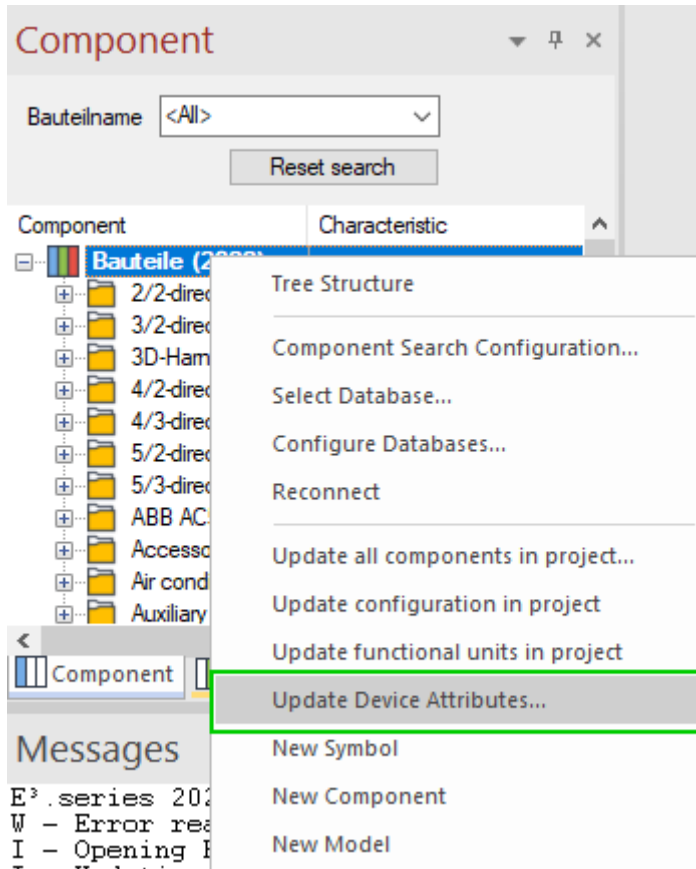 Component
Bauteilname <All>
Reset search
Component Characteristic
Bauteile
2/2-direc
3/2-direc
3D-Ham
4/2-direc
4/3-direc
5/2-direc
5/3-direc
ABB AC
Accesso
Air cond
Auxiliary
Tree Structure
Component Search Configuration...
Select Database...
Configure Databases...
Reconnect
Update all components in project...
Update configuration in project
Update functional units in project
Update Device Attributes...
New Symbol
New Component
New Model
Component
Messages
E³.series 202
W - Error rea
I - Opening